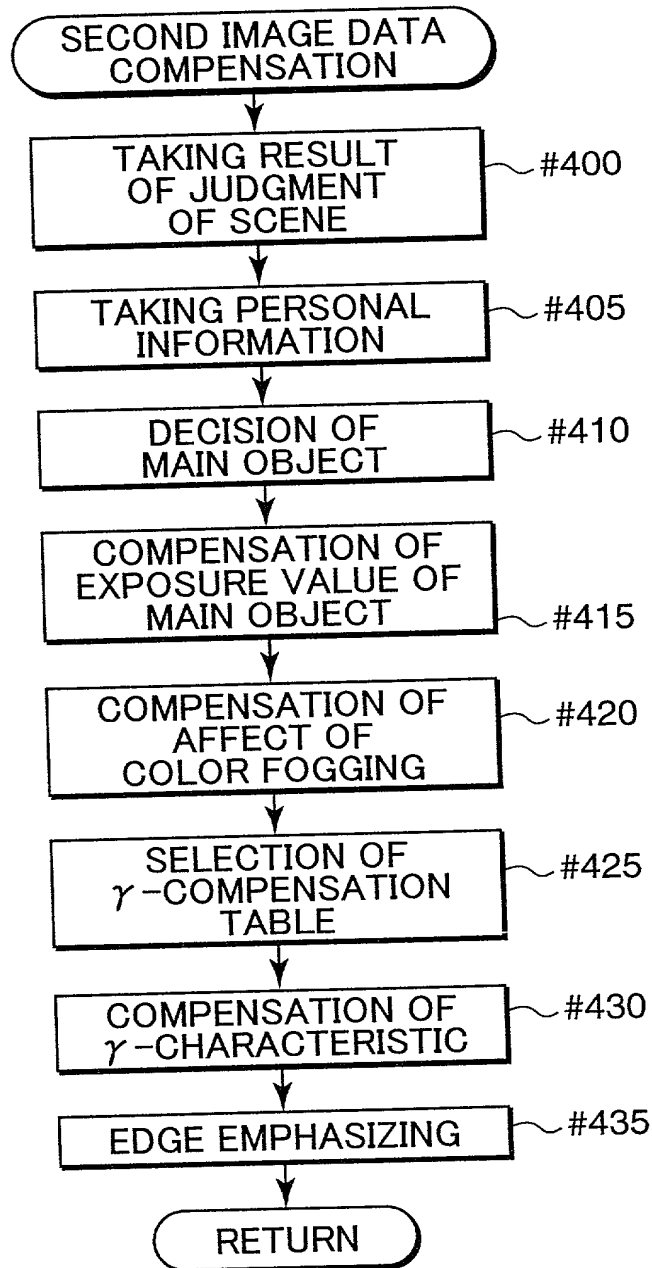 SECOND IMAGE DATA
COMPENSATION
TAKING RESULT
OF JUDGMENT
OF SCENE
#400
TAKING PERSONAL
INFORMATION
#405
DECISION OF
MAIN OBJECT
#410
COMPENSATION OF
EXPOSURE VALUE OF
MAIN OBJECT
#415
COMPENSATION OF
AFFECT OF
COLOR FOGGING
#420
SELECTION OF
γ-COMPENSATION
TABLE
#425
COMPENSATION OF
γ-CHARACTERISTIC
#430
EDGE EMPHASIZING
#435
RETURN